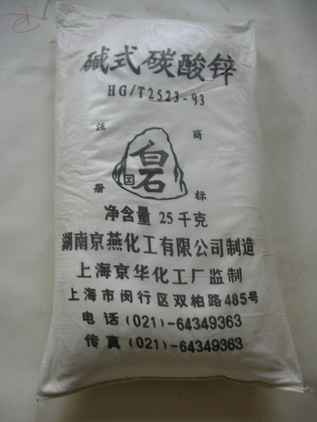 碱式碳酸锌
HG/T2523-93
注 商
白石
册 标
净含量 25千克
湖南京燕化工有限公司制造
上海京华化工厂监制
上海市闵行区双柏路485号
电话(021)-64349363
传真(021)-64349363